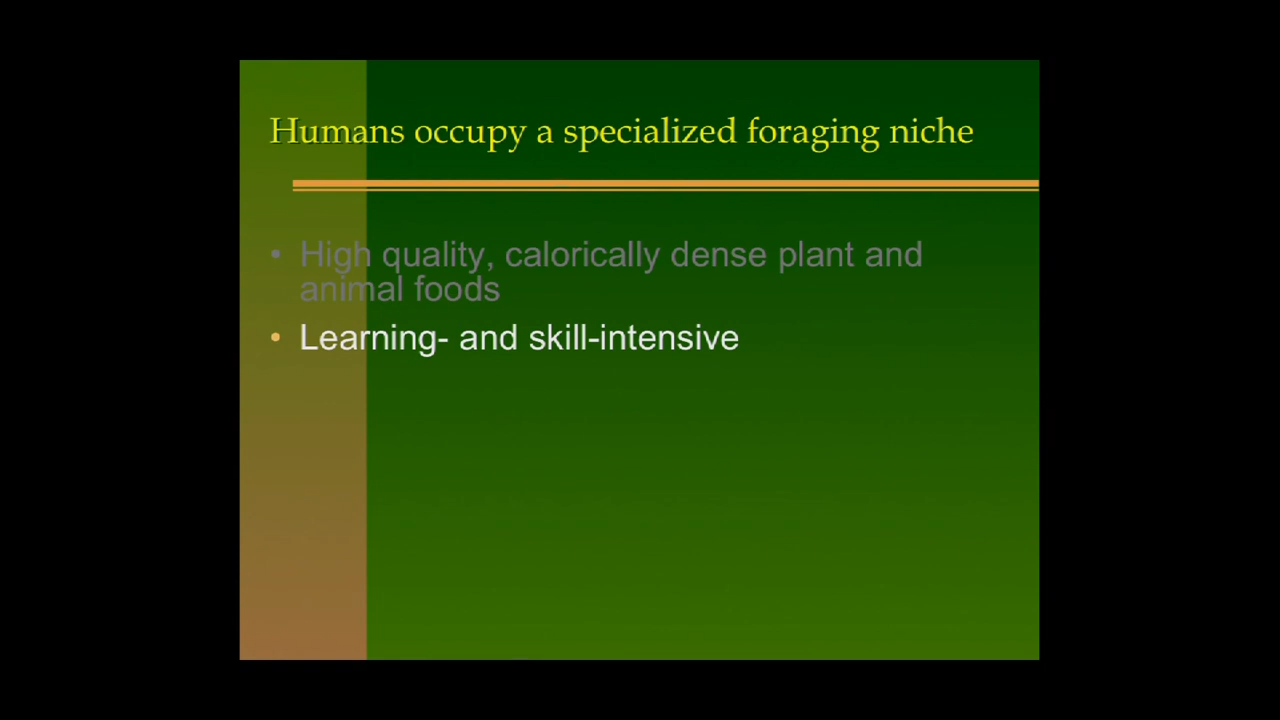 Humans occupy a specialized foraging niche
• High quality, calorically dense plant and
animal foods
• Learning- and skill-intensive